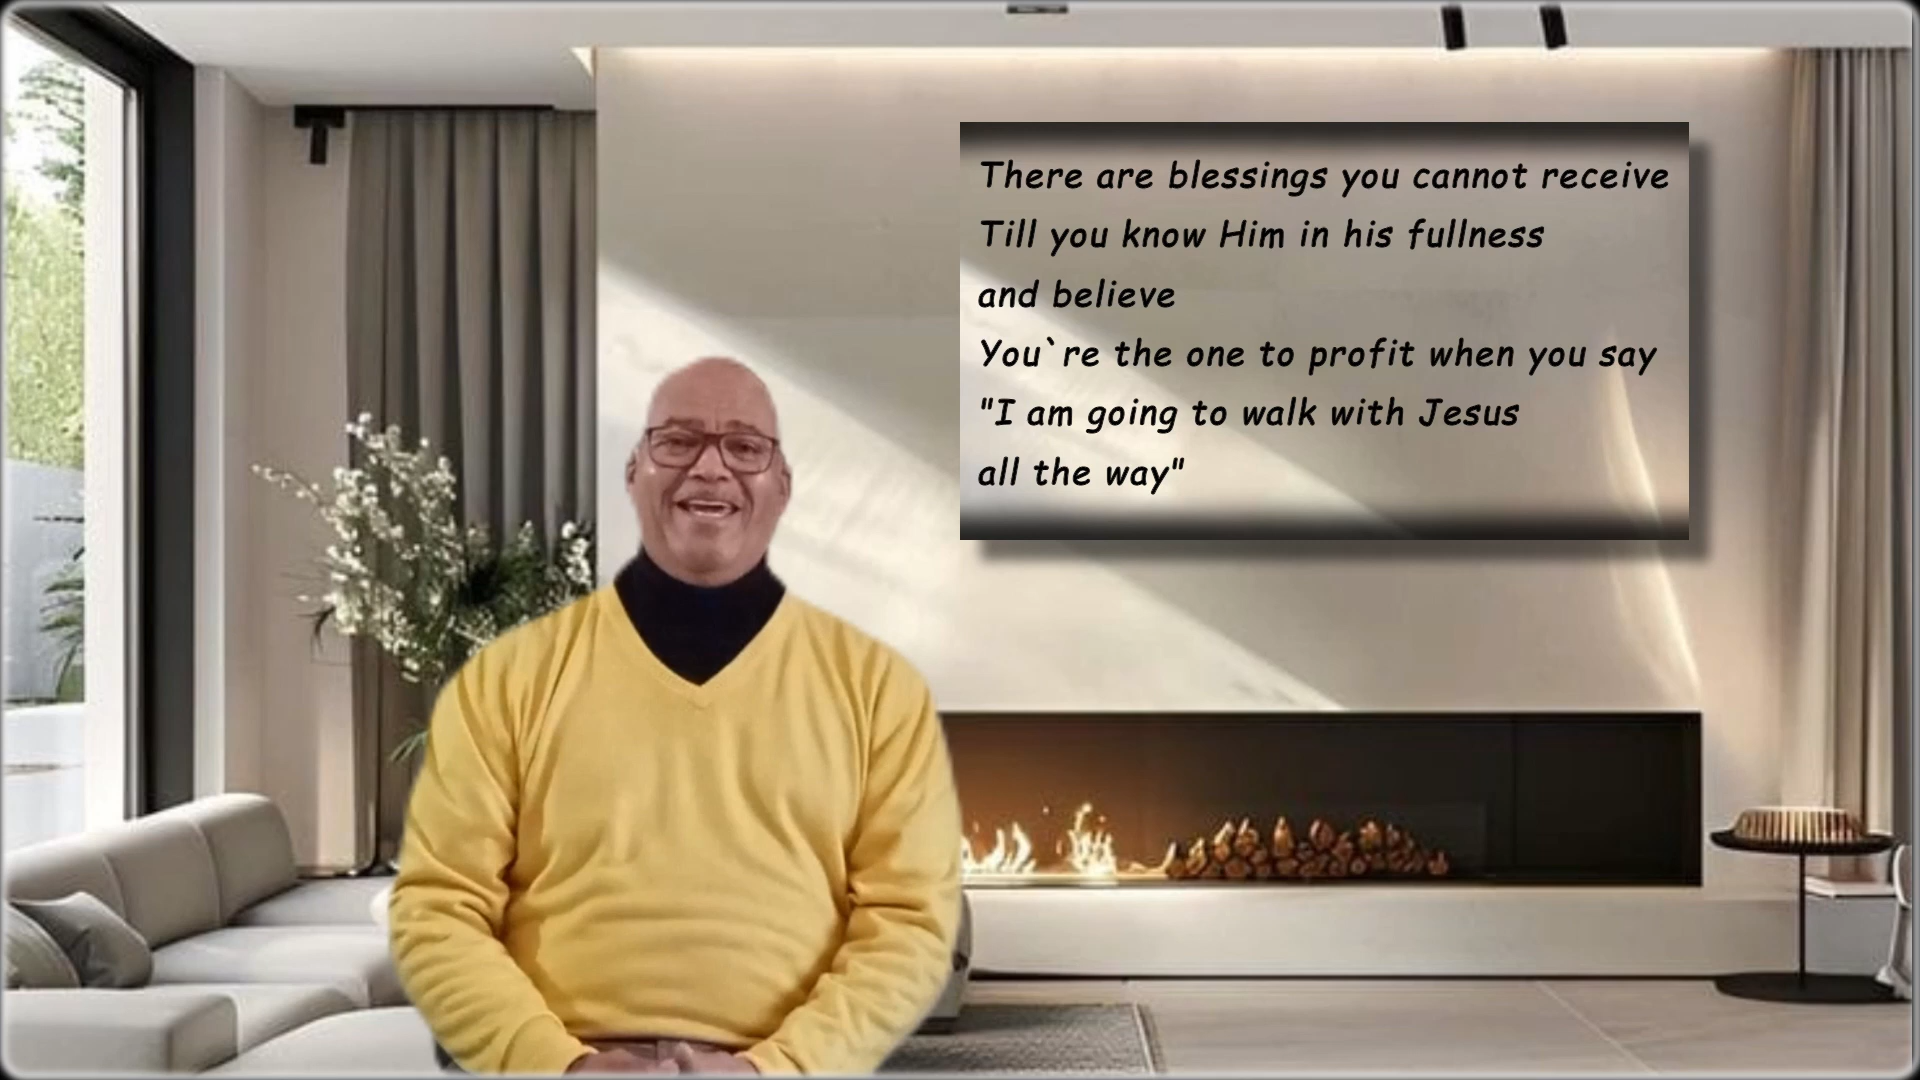 There are blessings you cannot receive
Till you know Him in his fullness
and believe
You`re the one to profit when you say
"I am going to walk with Jesus
all the way"